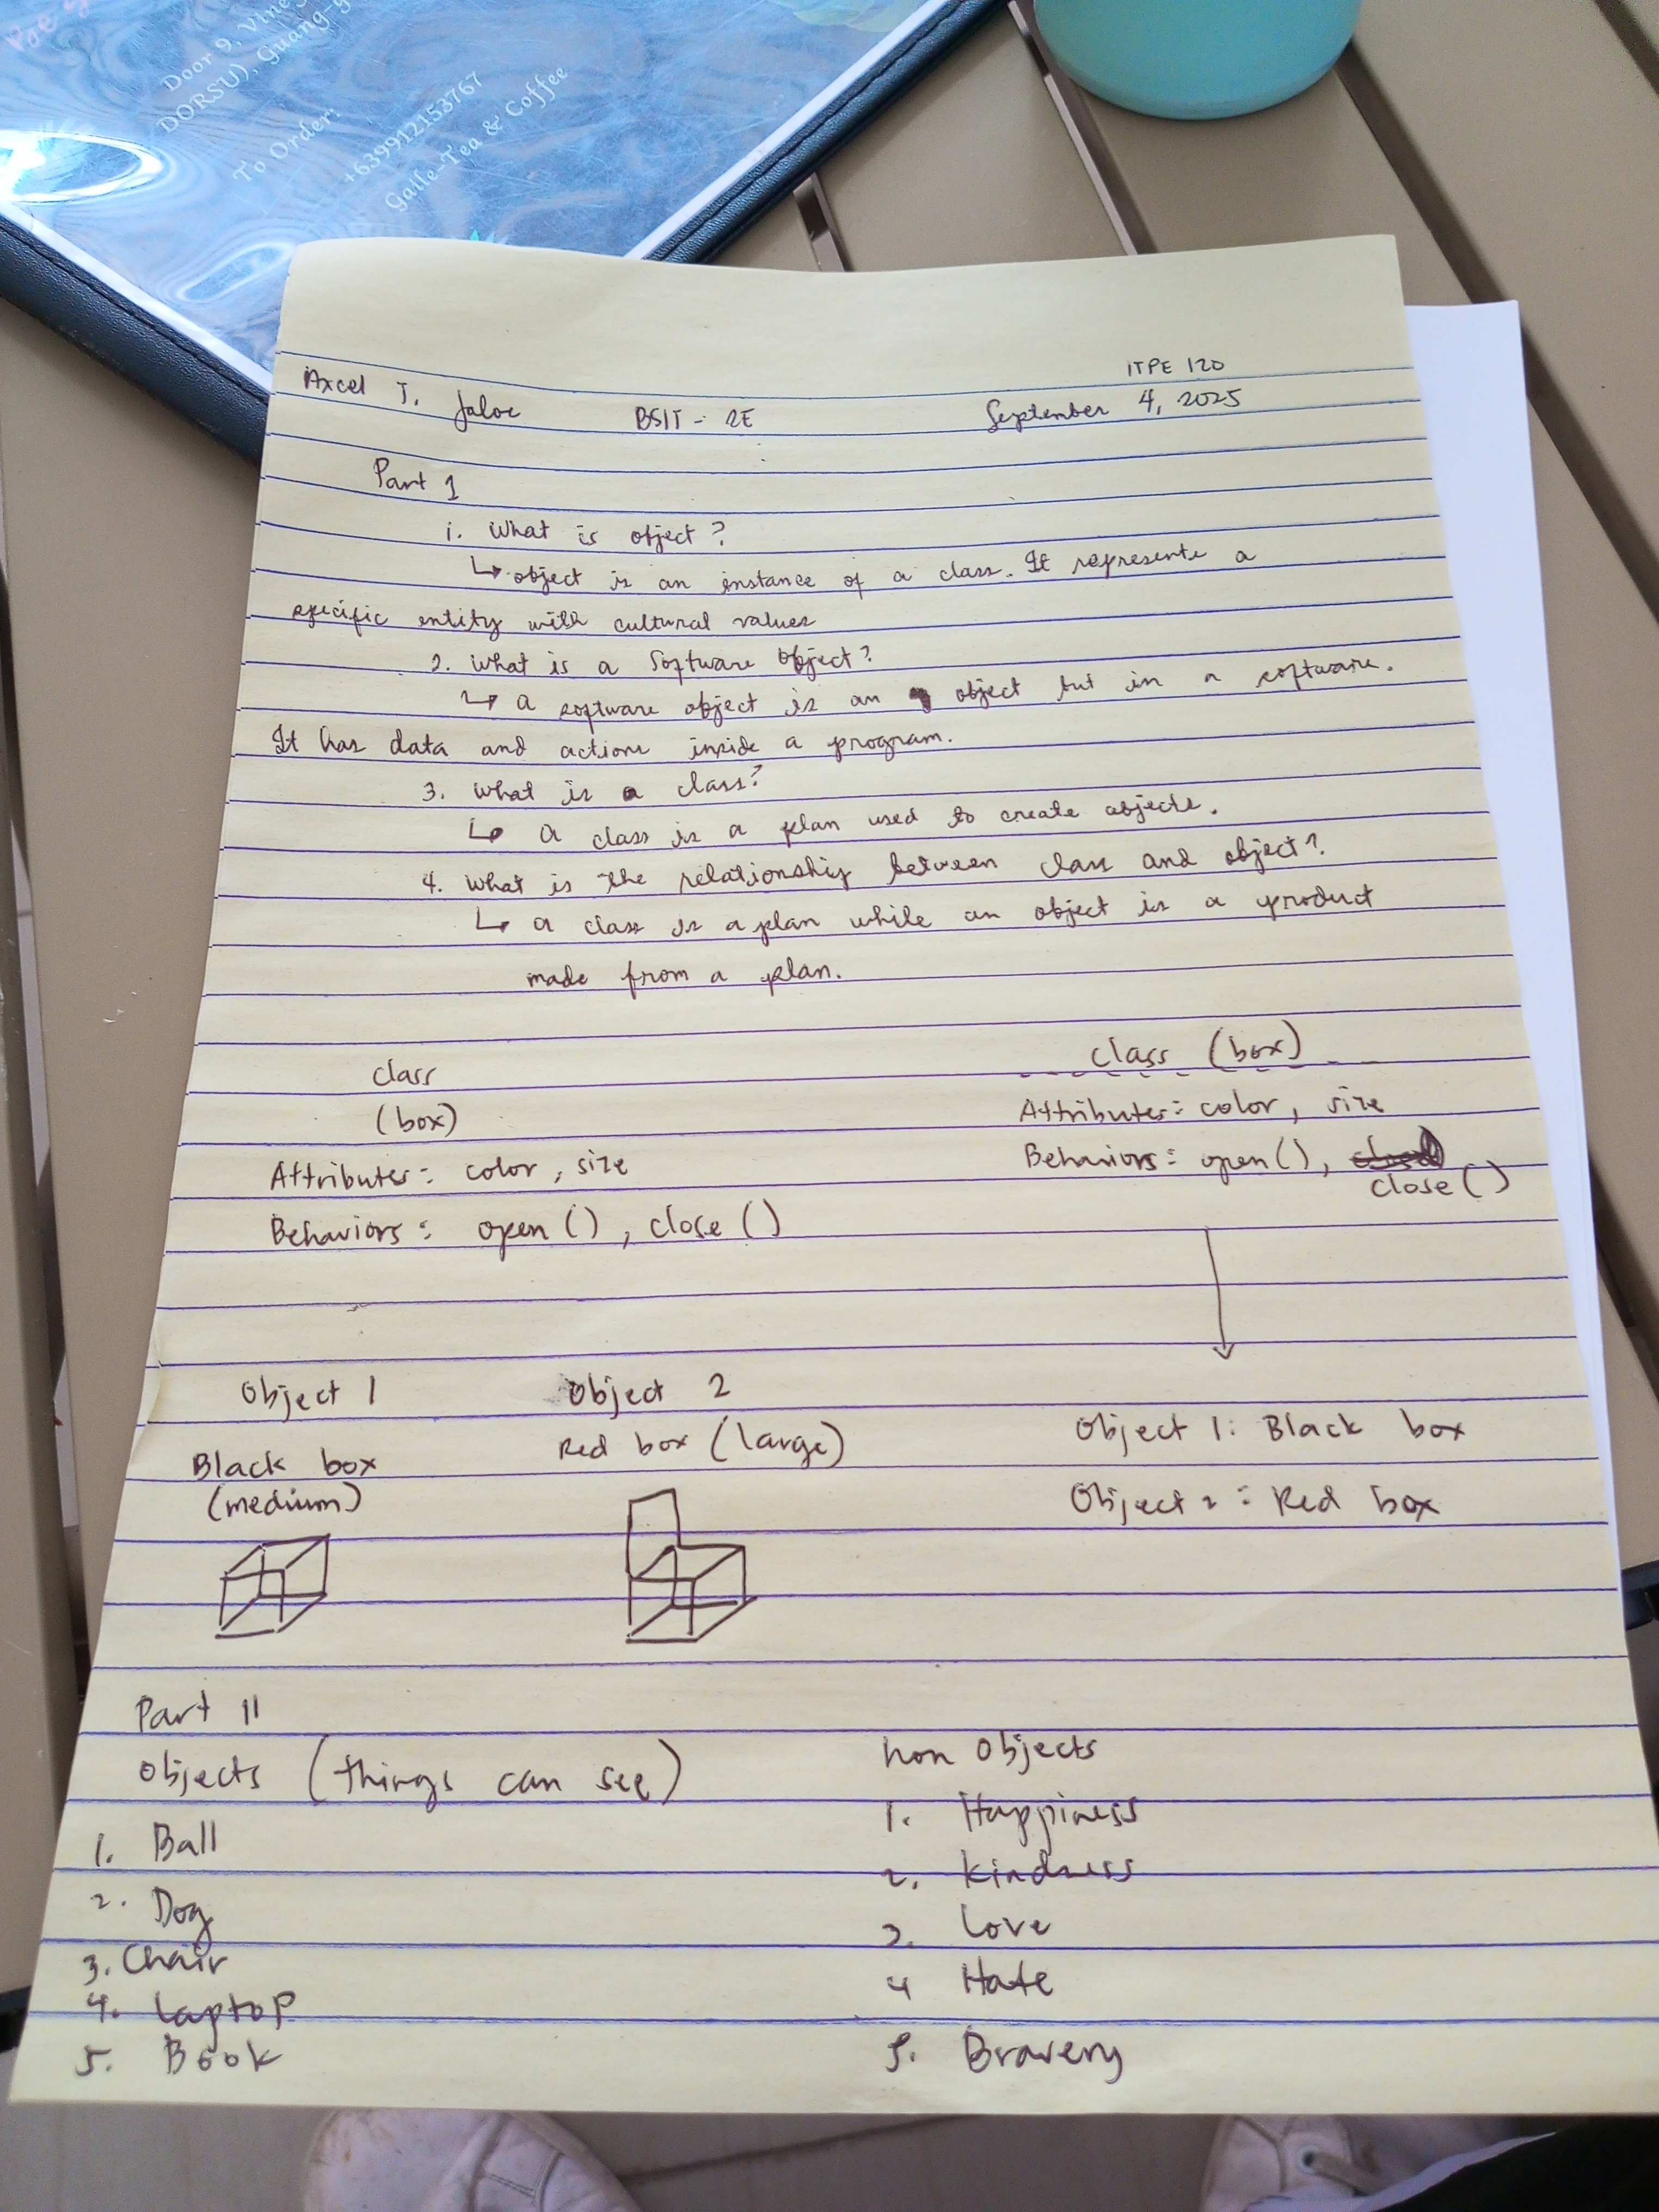 Door 9, Vine
DORSU), Guang-g
To Order:
+639912153767
Gaile-Tea & Coffee
ITPE 120
Axcel J. Jaloc BSIT - 2E September 4, 2025
Part 1
1. What is object?
↳ object is an instance of a class. It represents a
specific entity with cultural values
2. What is a Software Object?
↳ a software object is an object but in a software.
It has data and actions inside a program.
3. What is a class?
↳ A class is a plan used to create objects.
4. What is the relationship between class and object?
↳ a class is a plan while an object is a product
made from a plan.
class
(box)
Attributes: color, size
Behaviors: open(), close()
Class (box)
Attributes: color, size
Behaviors: open(),
close()
Object 1
Black box
(medium)
Object 2
Red box (large)
Object 1: Black box
Object 2: Red box
Part II
Objects (things can see)
1. Ball
2. Dog
3. Chair
4. Laptop
5. Book
non Objects
1. Happiness
2. Kindness
3. Love
4 Hate
5. Bravery